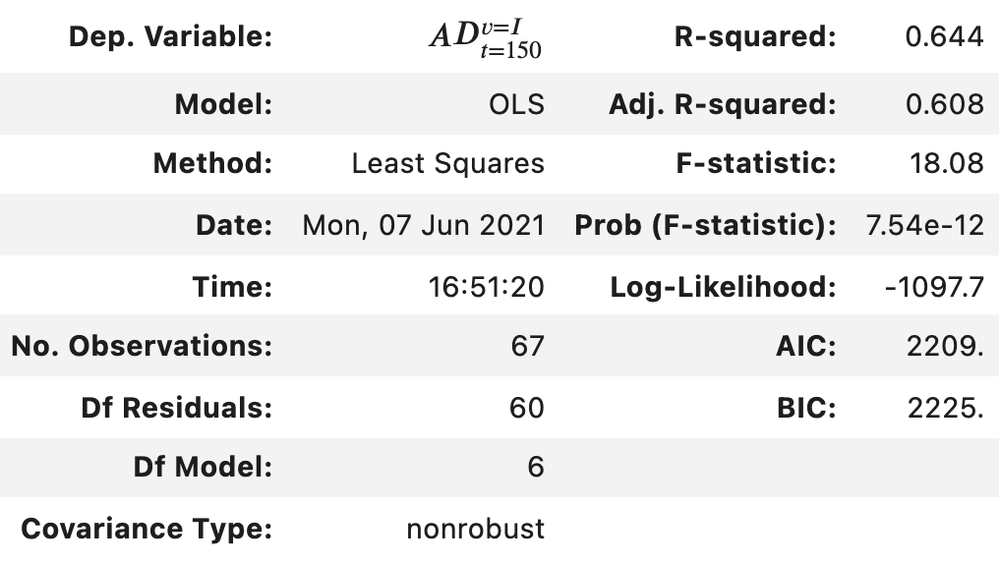 Dep. Variable: AD_{t=150}^{v=I} R-squared: 0.644
Model: OLS Adj. R-squared: 0.608
Method: Least Squares F-statistic: 18.08
Date: Mon, 07 Jun 2021 Prob (F-statistic): 7.54e-12
Time: 16:51:20 Log-Likelihood: -1097.7
No. Observations: 67 AIC: 2209.
Df Residuals: 60 BIC: 2225.
Df Model: 6
Covariance Type: nonrobust